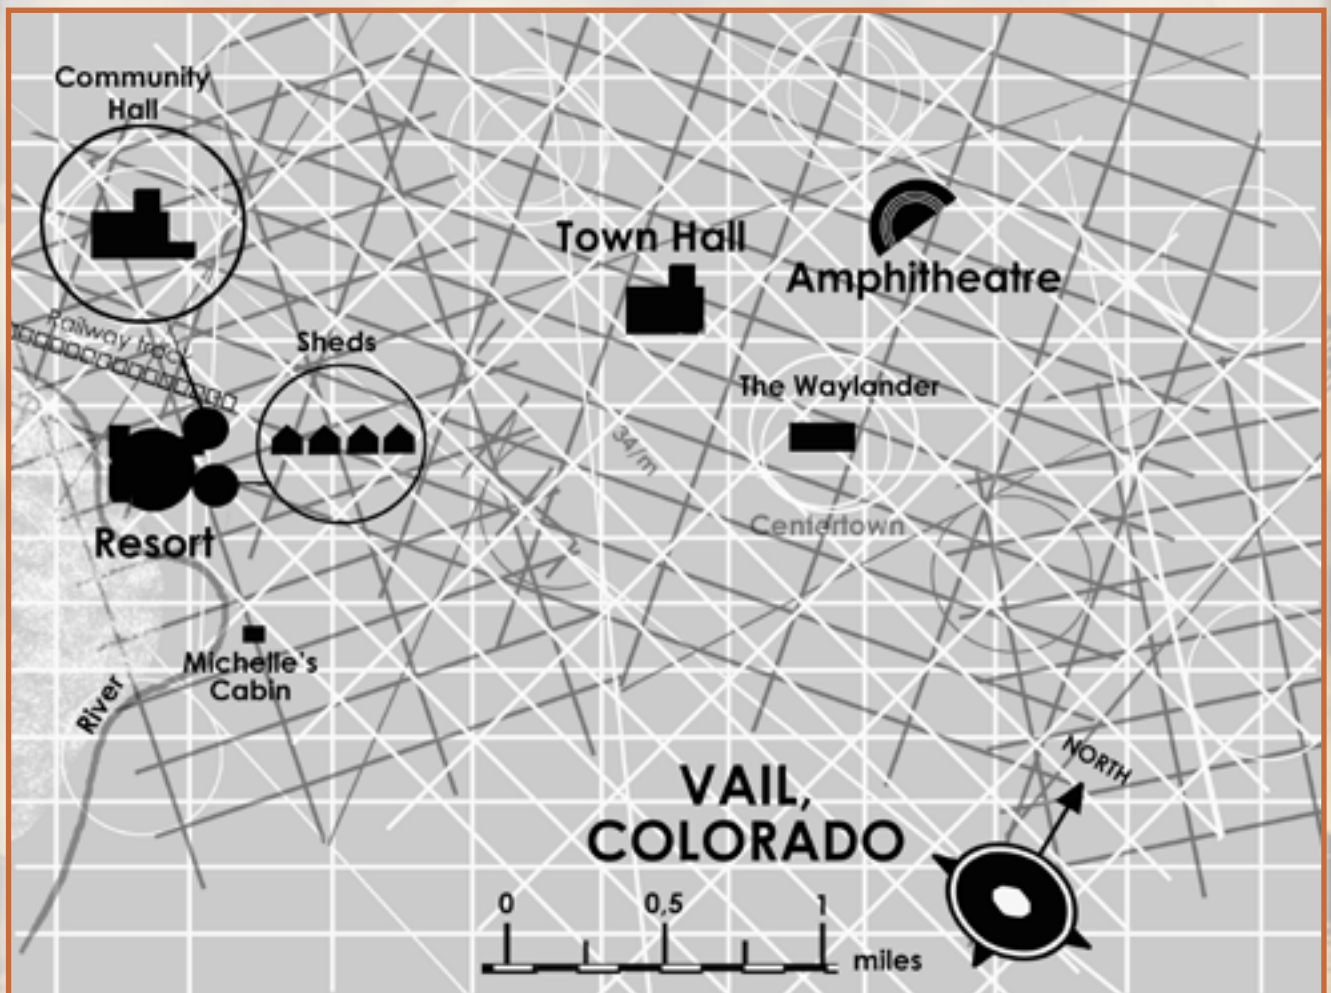 Community
Hall
Town Hall
Amphitheatre
Railway track
Sheds
The Waylander
34/m
Centertown
Resort
Michelle's
Cabin
River
NORTH
VAIL,
COLORADO
0 0,5 1
miles